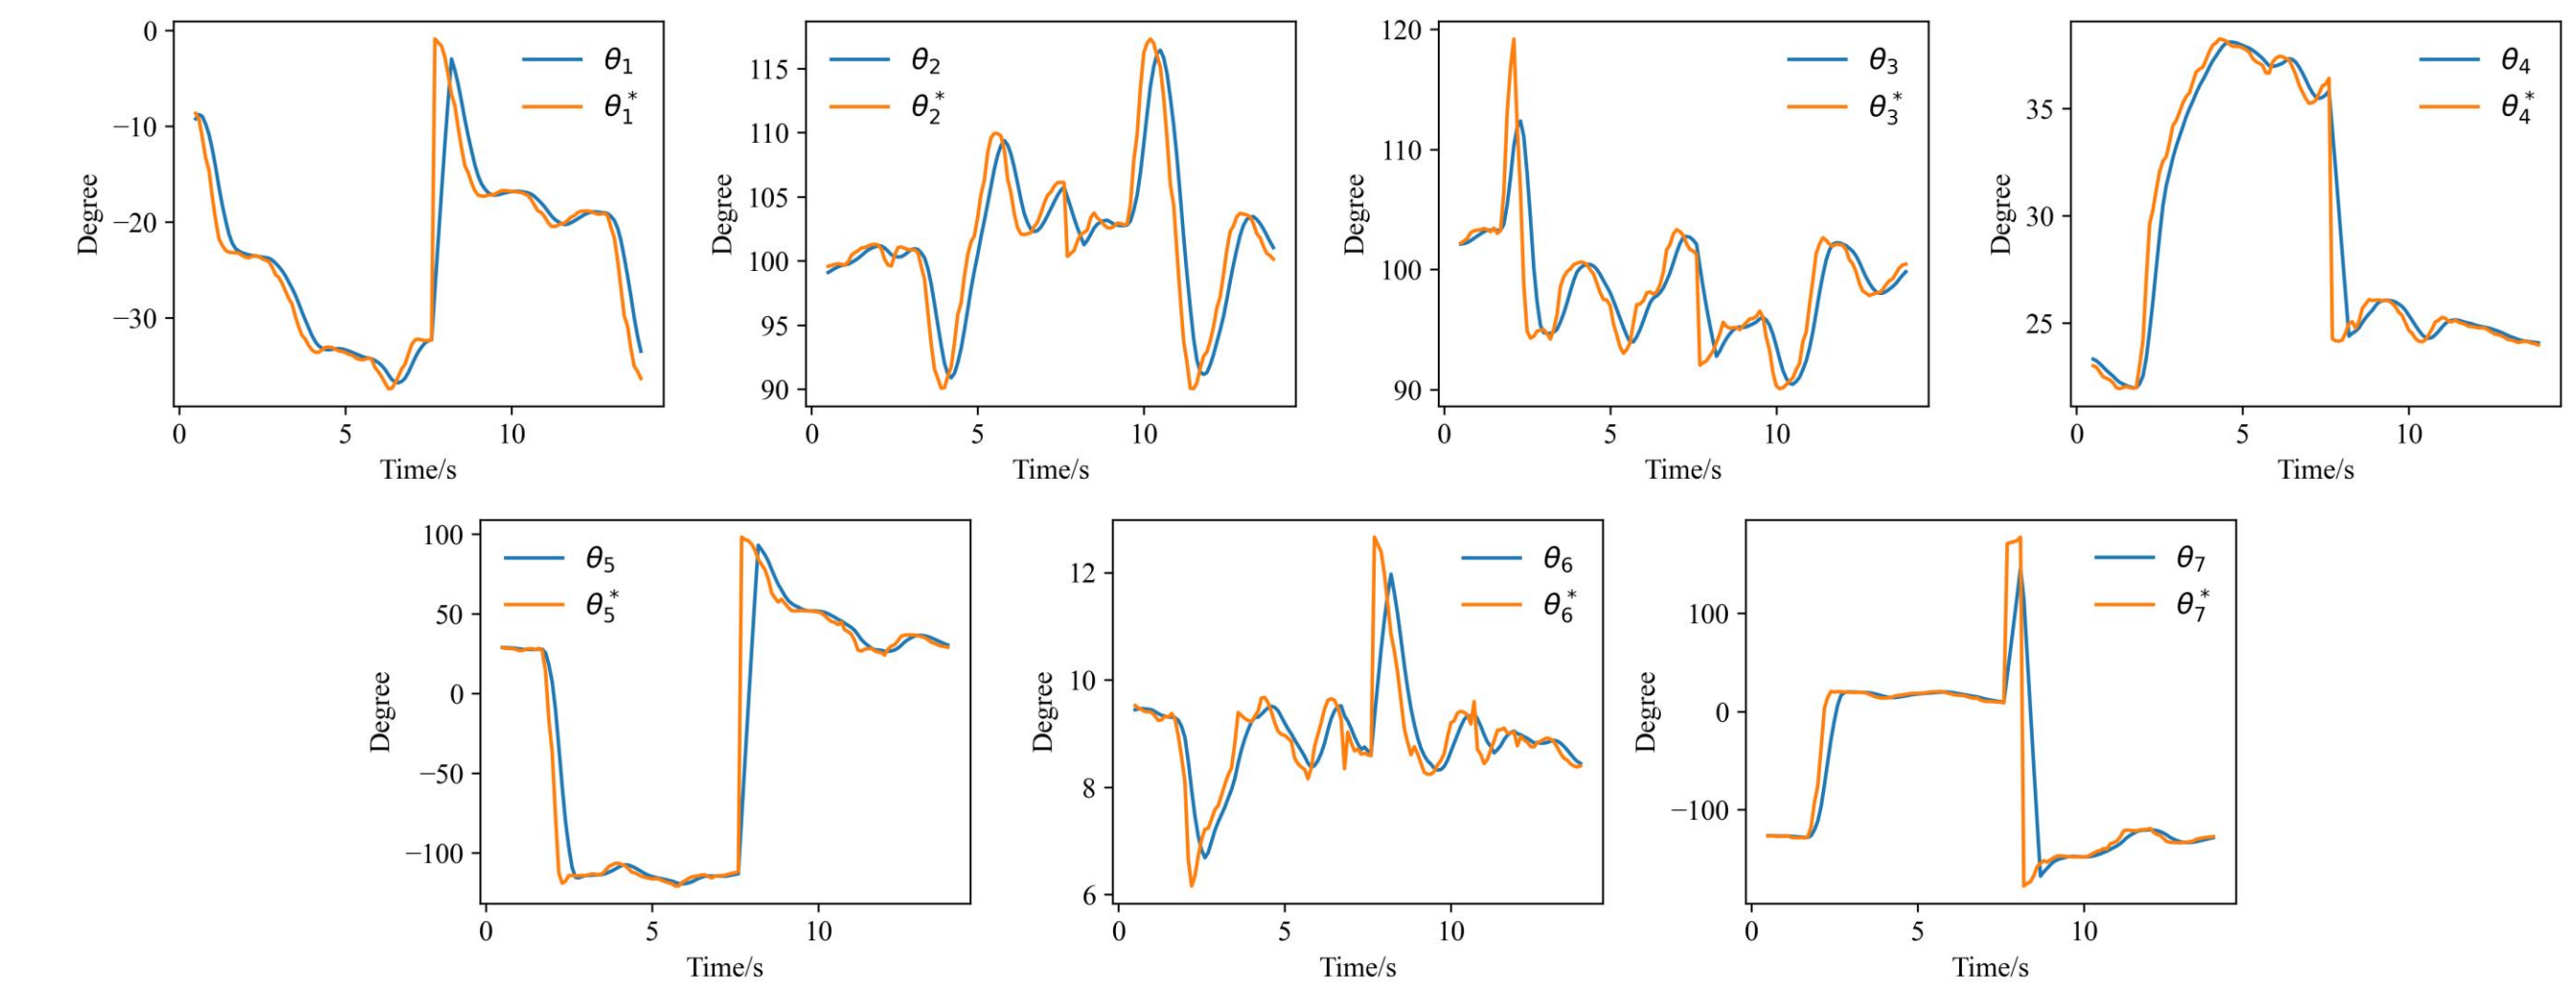 0
−10
−20
−30
Degree
θ₁
θ₁*
0 5 10
Time/s
115
110
105
100
95
90
Degree
θ₂
θ₂*
0 5 10
Time/s
120
110
100
90
Degree
θ₃
θ₃*
0 5 10
Time/s
35
30
25
Degree
θ₄
θ₄*
0 5 10
Time/s
100
50
0
−50
−100
Degree
θ₅
θ₅*
0 5 10
Time/s
12
10
8
6
Degree
θ₆
θ₆*
0 5 10
Time/s
100
0
−100
Degree
θ₇
θ₇*
0 5 10
Time/s